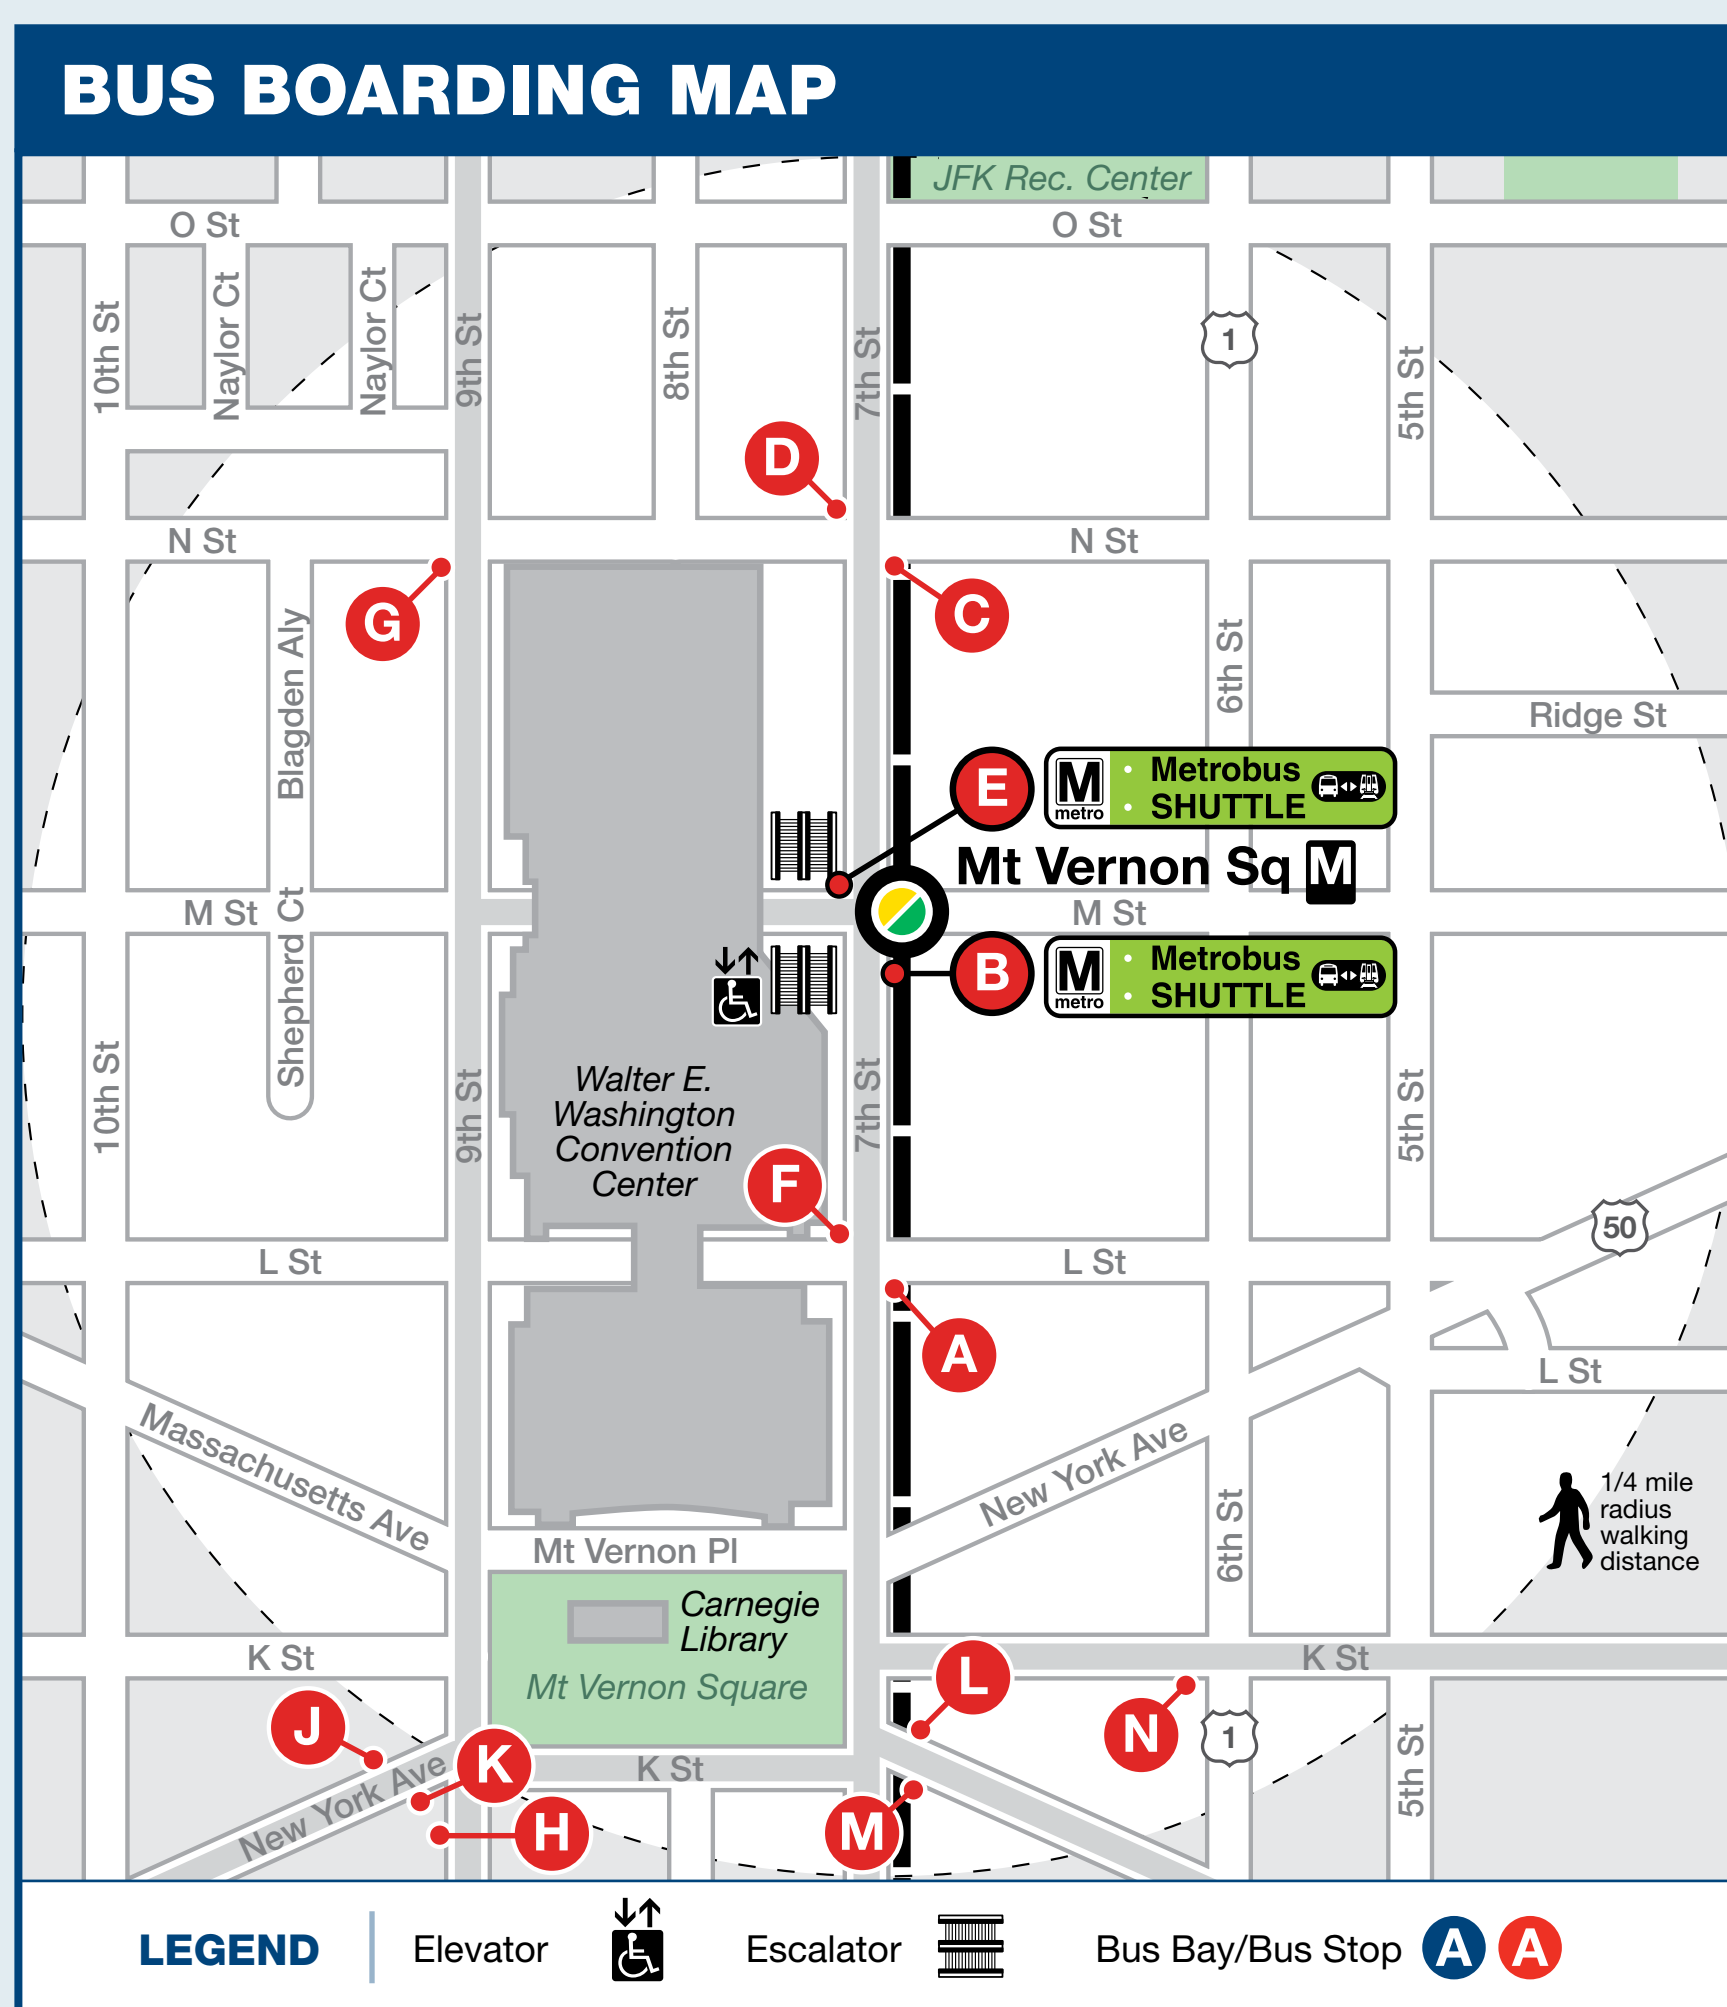 BUS BOARDING MAP
JFK Rec. Center
O St
O St
10th St
Naylor Ct
Naylor Ct
9th St
8th St
7th St
1
5th St
D
N St
N St
G
C
Blagden Aly
6th St
Ridge St
E
M
metro
Metrobus
SHUTTLE
Mt Vernon Sq M
M St
M St
Shepherd Ct
B
M
metro
Metrobus
SHUTTLE
10th St
9th St
7th St
5th St
Walter E.
Washington
Convention
Center
F
50
L St
L St
A
L St
Massachusetts Ave
New York Ave
6th St
1/4 mile
radius
walking
distance
Mt Vernon Pl
Carnegie
Library
Mt Vernon Square
K St
K St
L
J
N
1
5th St
K
K St
New York Ave
H
M
LEGEND
Elevator
Escalator
Bus Bay/Bus Stop A A